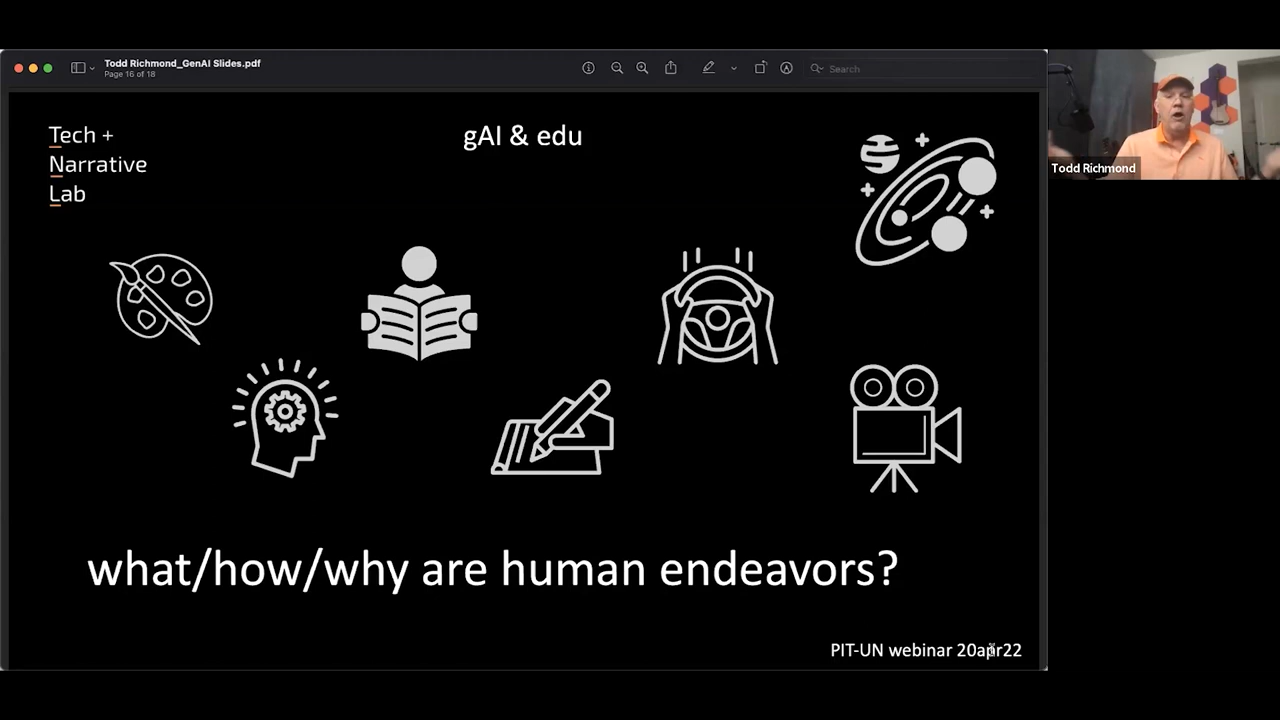 Todd Richmond_GenAI Slides.pdf
Page 16 of 18
Search
Tech +
Narrative
Lab
gAI & edu
what/how/why are human endeavors?
PIT-UN webinar 20apr22
Todd Richmond